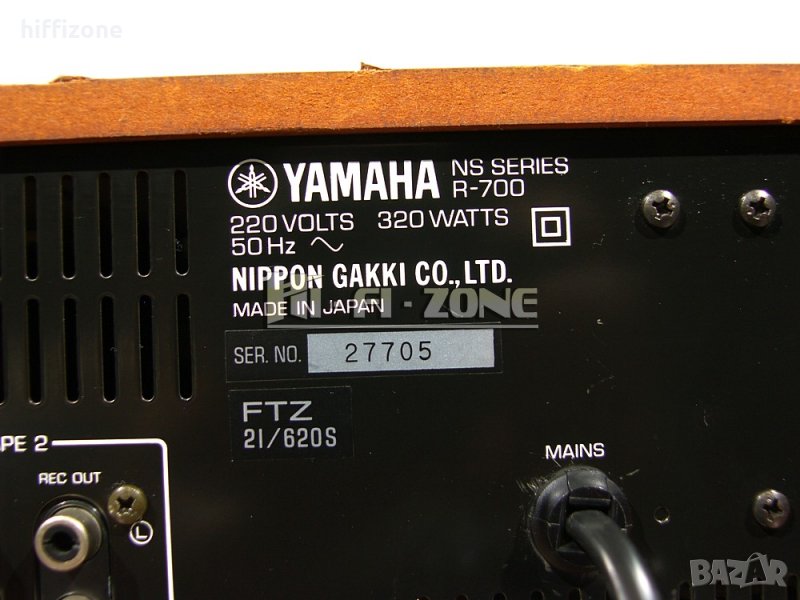 hiffizone
YAMAHA NS SERIES
R-700
220 VOLTS 320 WATTS
50 Hz
NIPPON GAKKI CO., LTD.
Hi-Fi - ZONE
MADE IN JAPAN
SER. NO. 27705
FTZ
21/620S
PE 2
MAINS
REC OUT
L
BAZAR